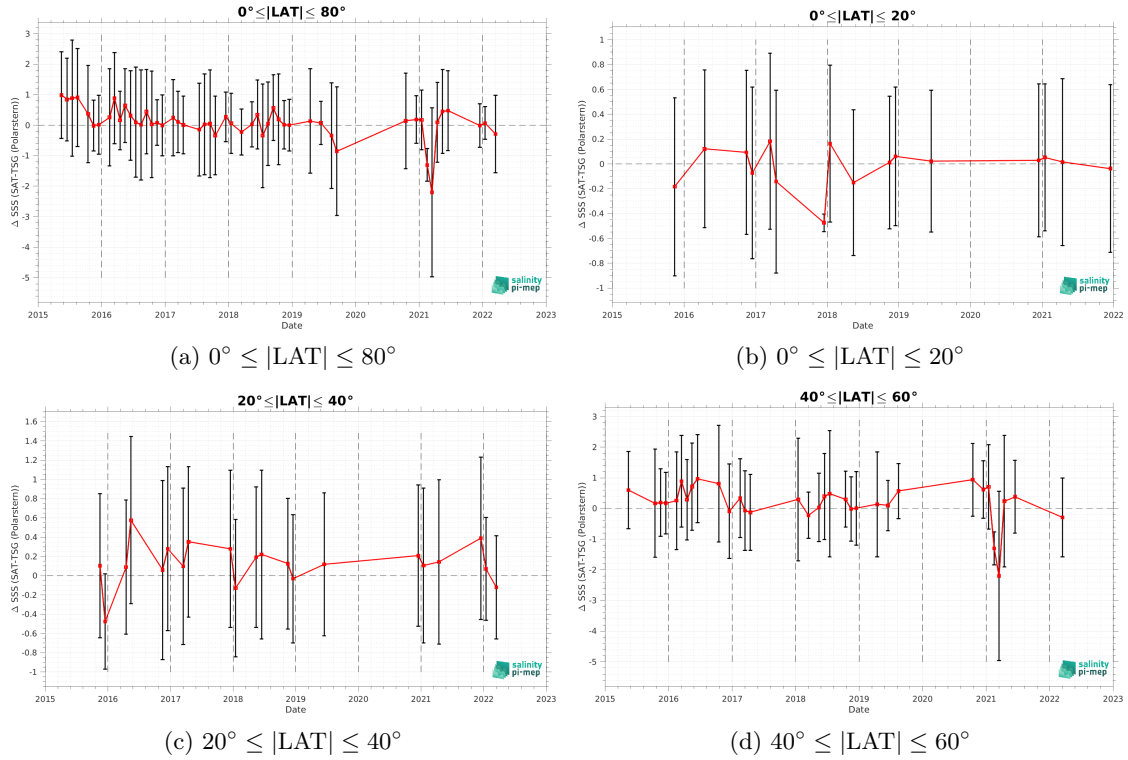 0°≤|LAT|≤ 80°
Δ SSS (SAT-TSG (Polarstern))
3
2
1
0
-1
-2
-3
-4
-5
2015 2016 2017 2018 2019 2020 2021 2022 2023
Date
salinity
pi-mep
(a) 0° ≤ |LAT| ≤ 80°
0°≤|LAT|≤ 20°
Δ SSS (SAT-TSG (Polarstern))
1
0.8
0.6
0.4
0.2
0
-0.2
-0.4
-0.6
-0.8
-1
2016 2017 2018 2019 2020 2021 2022
Date
salinity
pi-mep
(b) 0° ≤ |LAT| ≤ 20°
20°≤|LAT|≤ 40°
Δ SSS (SAT-TSG (Polarstern))
1.6
1.4
1.2
1
0.8
0.6
0.4
0.2
0
-0.2
-0.4
-0.6
-0.8
-1
2015 2016 2017 2018 2019 2020 2021 2022 2023
Date
salinity
pi-mep
(c) 20° ≤ |LAT| ≤ 40°
40°≤|LAT|≤ 60°
Δ SSS (SAT-TSG (Polarstern))
3
2
1
0
-1
-2
-3
-4
-5
2015 2016 2017 2018 2019 2020 2021 2022 2023
Date
salinity
pi-mep
(d) 40° ≤ |LAT| ≤ 60°